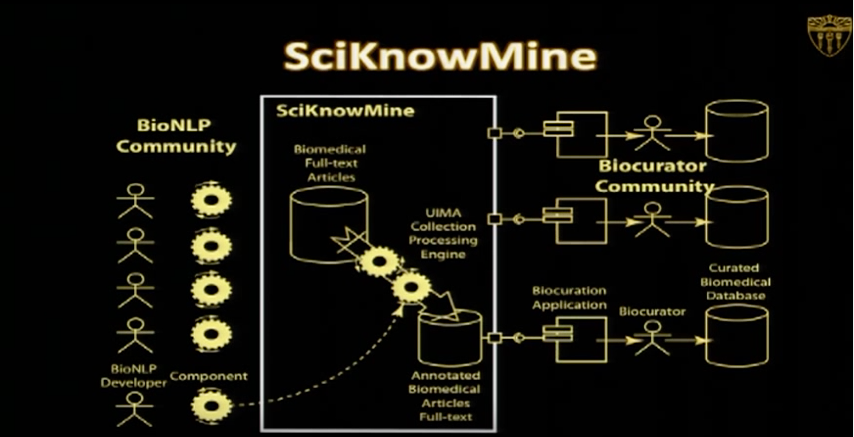 SciKnowMine
BioNLP
Community
SciKnowMine
Biomedical
Full-text
Articles
UIMA
Collection
Processing
Engine
Annotated
Biomedical
Articles
Full-text
BioNLP
Developer
Component
Biocurator
Community
Biocuration
Application
Biocurator
Curated
Biomedical
Database